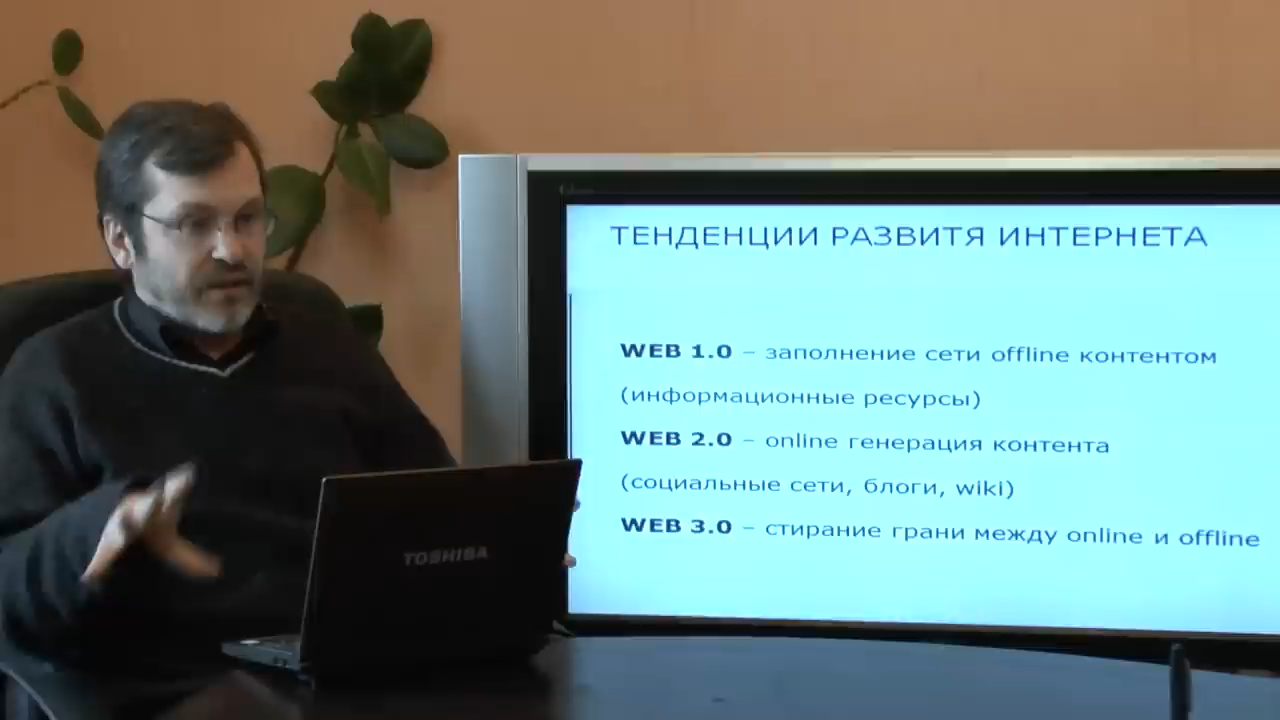 ТЕНДЕНЦИИ РАЗВИТЯ ИНТЕРНЕТА
WEB 1.0 – заполнение сети offline контентом
(информационные ресурсы)
WEB 2.0 – online генерация контента
(социальные сети, блоги, wiki)
WEB 3.0 – стирание грани между online и offline
TOSHIBA